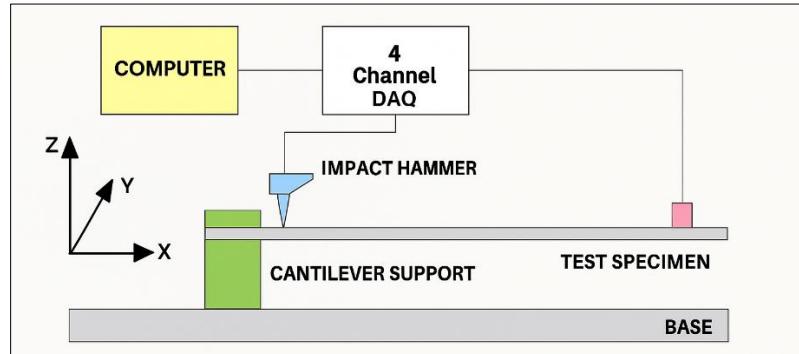 COMPUTER
4
Channel
DAQ
Z
Y
X
IMPACT HAMMER
CANTILEVER SUPPORT
TEST SPECIMEN
BASE